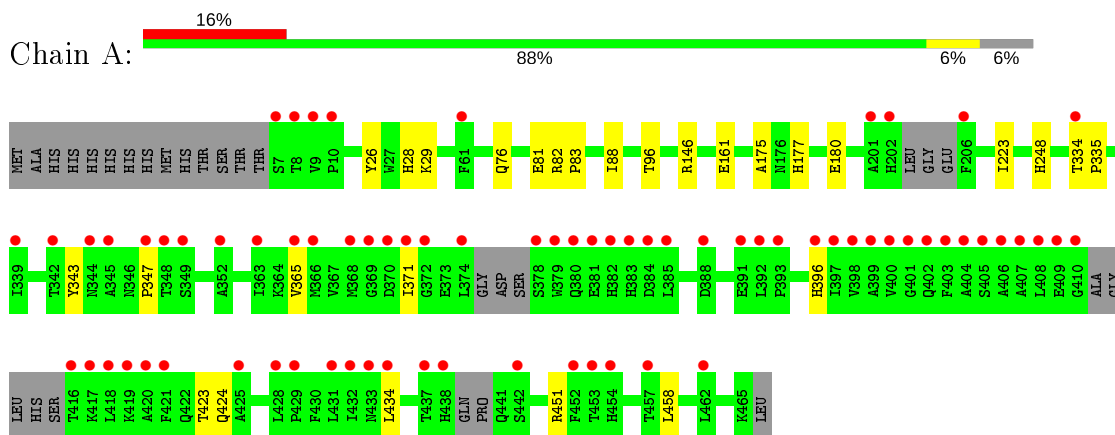 16%
Chain A:
88% 6% 6%
MET ALA HIS HIS HIS HIS HIS HIS MET HIS THR SER THR THR S7 T8 V9 P10 Y26 W27 H28 K29 F61 Q76 E81 R82 P83 I88 T96 R146 E161 A175 N176 H177 E180 A201 H202 LEU GLY GLU F206 I223 H248 T334 P335
I339 T342 Y343 N344 A345 N346 P347 T348 S349 A352 I363 K364 V365 M366 V367 M368 G369 D370 I371 G372 E373 L374 GLY ASP SER S378 W379 Q380 E381 H382 H383 D384 L385 D388 E391 L392 P393 H396 I397 V398 A399 V400 G401 Q402 F403 A404 S405 A406 A407 L408 E409 G410 ALA GLY
LEU HIS SER T416 K417 L418 K419 A420 F421 Q422 T423 Q424 A425 L428 P429 F430 L431 I432 N433 L434 T437 H438 GLN PRO Q441 S442 R451 F452 T453 H454 T457 L458 L462 K465 LEU